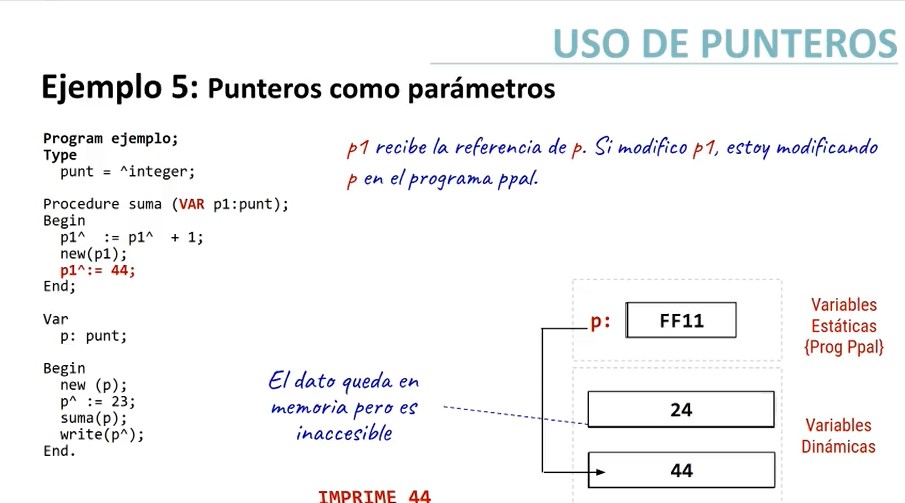 USO DE PUNTEROS
Ejemplo 5: Punteros como parámetros
Program ejemplo;
Type
punt = ^integer;
Procedure suma (VAR p1:punt);
Begin
p1^ := p1^ + 1;
new(p1);
p1^:= 44;
End;
Var
p: punt;
Begin
new (p);
p^ := 23;
suma(p);
write(p^);
End.
p1 recibe la referencia de p. Si modifico p1, estoy modificando
p en el programa ppal.
p:
FF11
Variables
Estáticas
{Prog Ppal}
El dato queda en
memoria pero es
inaccesible
24
44
Variables
Dinámicas
IMPRIME 44